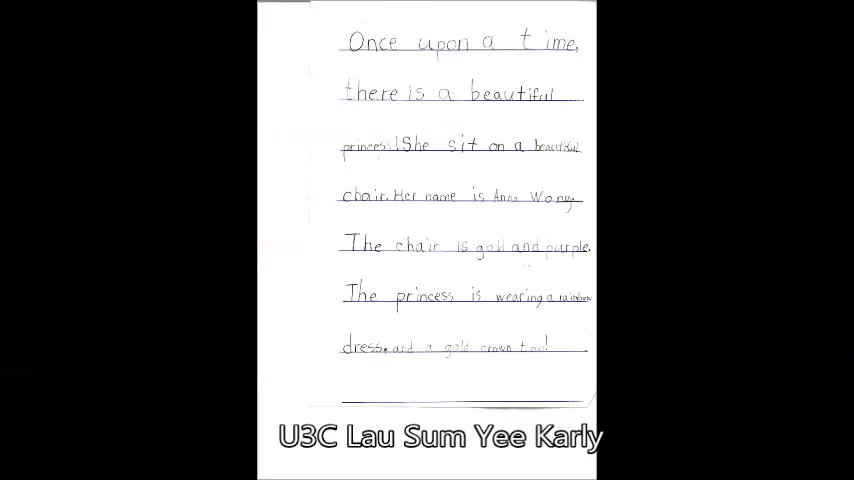 Once upon a time,
there is a beautiful
princess! She sit on a beautiful
chair. Her name is Anna Wong.
The chair is gold and purple.
The princess is wearing a rainbow
dress. and a gold crown too!
U3C Lau Sum Yee Karly